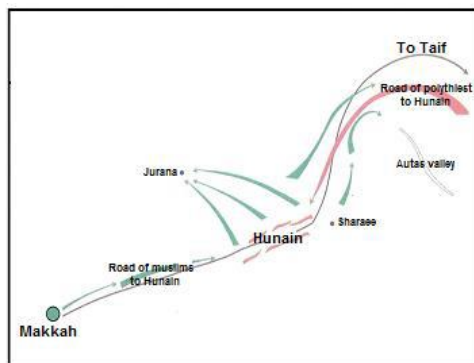 To Taif
Road of polythiest
to Hunain
Autas valley
Jurana
Sharaee
Hunain
Road of muslims
to Hunain
Makkah